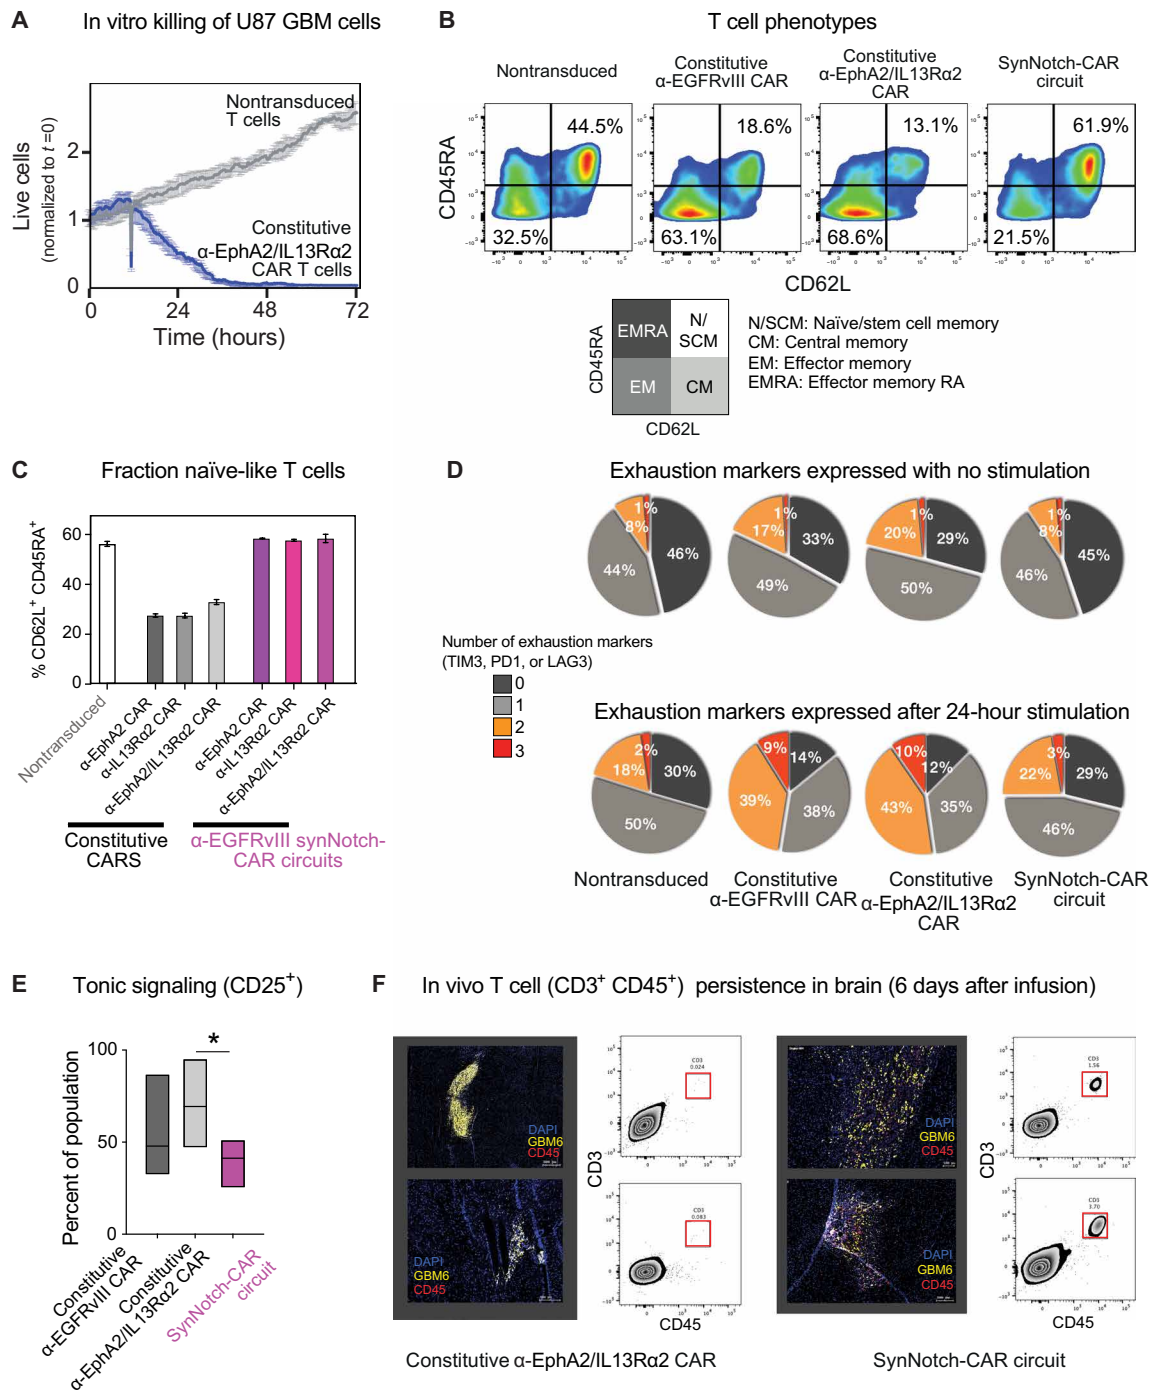 A In vitro killing of U87 GBM cells
Live cells
(normalized to t =0)
2
1
0
Nontransduced
T cells
Constitutive
α-EphA2/IL13Rα2
CAR T cells
0 24 48 72
Time (hours)
B T cell phenotypes
Nontransduced
Constitutive
α-EGFRvIII CAR
Constitutive
α-EphA2/IL13Rα2
CAR
SynNotch-CAR
circuit
CD45RA
44.5%
32.5%
18.6%
63.1%
13.1%
68.6%
61.9%
21.5%
CD62L
CD45RA
EMRA
N/
SCM
EM
CM
CD62L
N/SCM: Naïve/stem cell memory
CM: Central memory
EM: Effector memory
EMRA: Effector memory RA
C Fraction naïve-like T cells
% CD62L+ CD45RA+
60
40
20
0
Nontransduced
α-EphA2 CAR
α-IL13Rα2 CAR
α-EphA2/IL13Rα2 CAR
α-EphA2 CAR
α-IL13Rα2 CAR
α-EphA2/IL13Rα2 CAR
Constitutive
CARS
α-EGFRvIII synNotch-
CAR circuits
D Exhaustion markers expressed with no stimulation
1% 8% 46% 44%
1% 17% 33% 49%
1% 20% 29% 50%
1% 8% 45% 46%
Number of exhaustion markers
(TIM3, PD1, or LAG3)
0
1
2
3
Exhaustion markers expressed after 24-hour stimulation
2% 18% 30% 50%
9% 14% 39% 38%
10% 12% 43% 35%
3% 22% 29% 46%
Nontransduced
Constitutive
α-EGFRvIII CAR
Constitutive
α-EphA2/IL13Rα2
CAR
SynNotch-CAR
circuit
E Tonic signaling (CD25+)
Percent of population
100
50
0
*
Constitutive
α-EGFRvIII CAR
Constitutive
α-EphA2/IL13Rα2 CAR
SynNotch-CAR
circuit
F In vivo T cell (CD3+ CD45+) persistence in brain (6 days after infusion)
DAPI
GBM6
CD45
DAPI
GBM6
CD45
CD3
CD3
0.024
CD3
0.083
CD45
Constitutive α-EphA2/IL13Rα2 CAR
DAPI
GBM6
CD45
DAPI
GBM6
CD45
CD3
CD3
1.56
CD3
3.70
CD45
SynNotch-CAR circuit